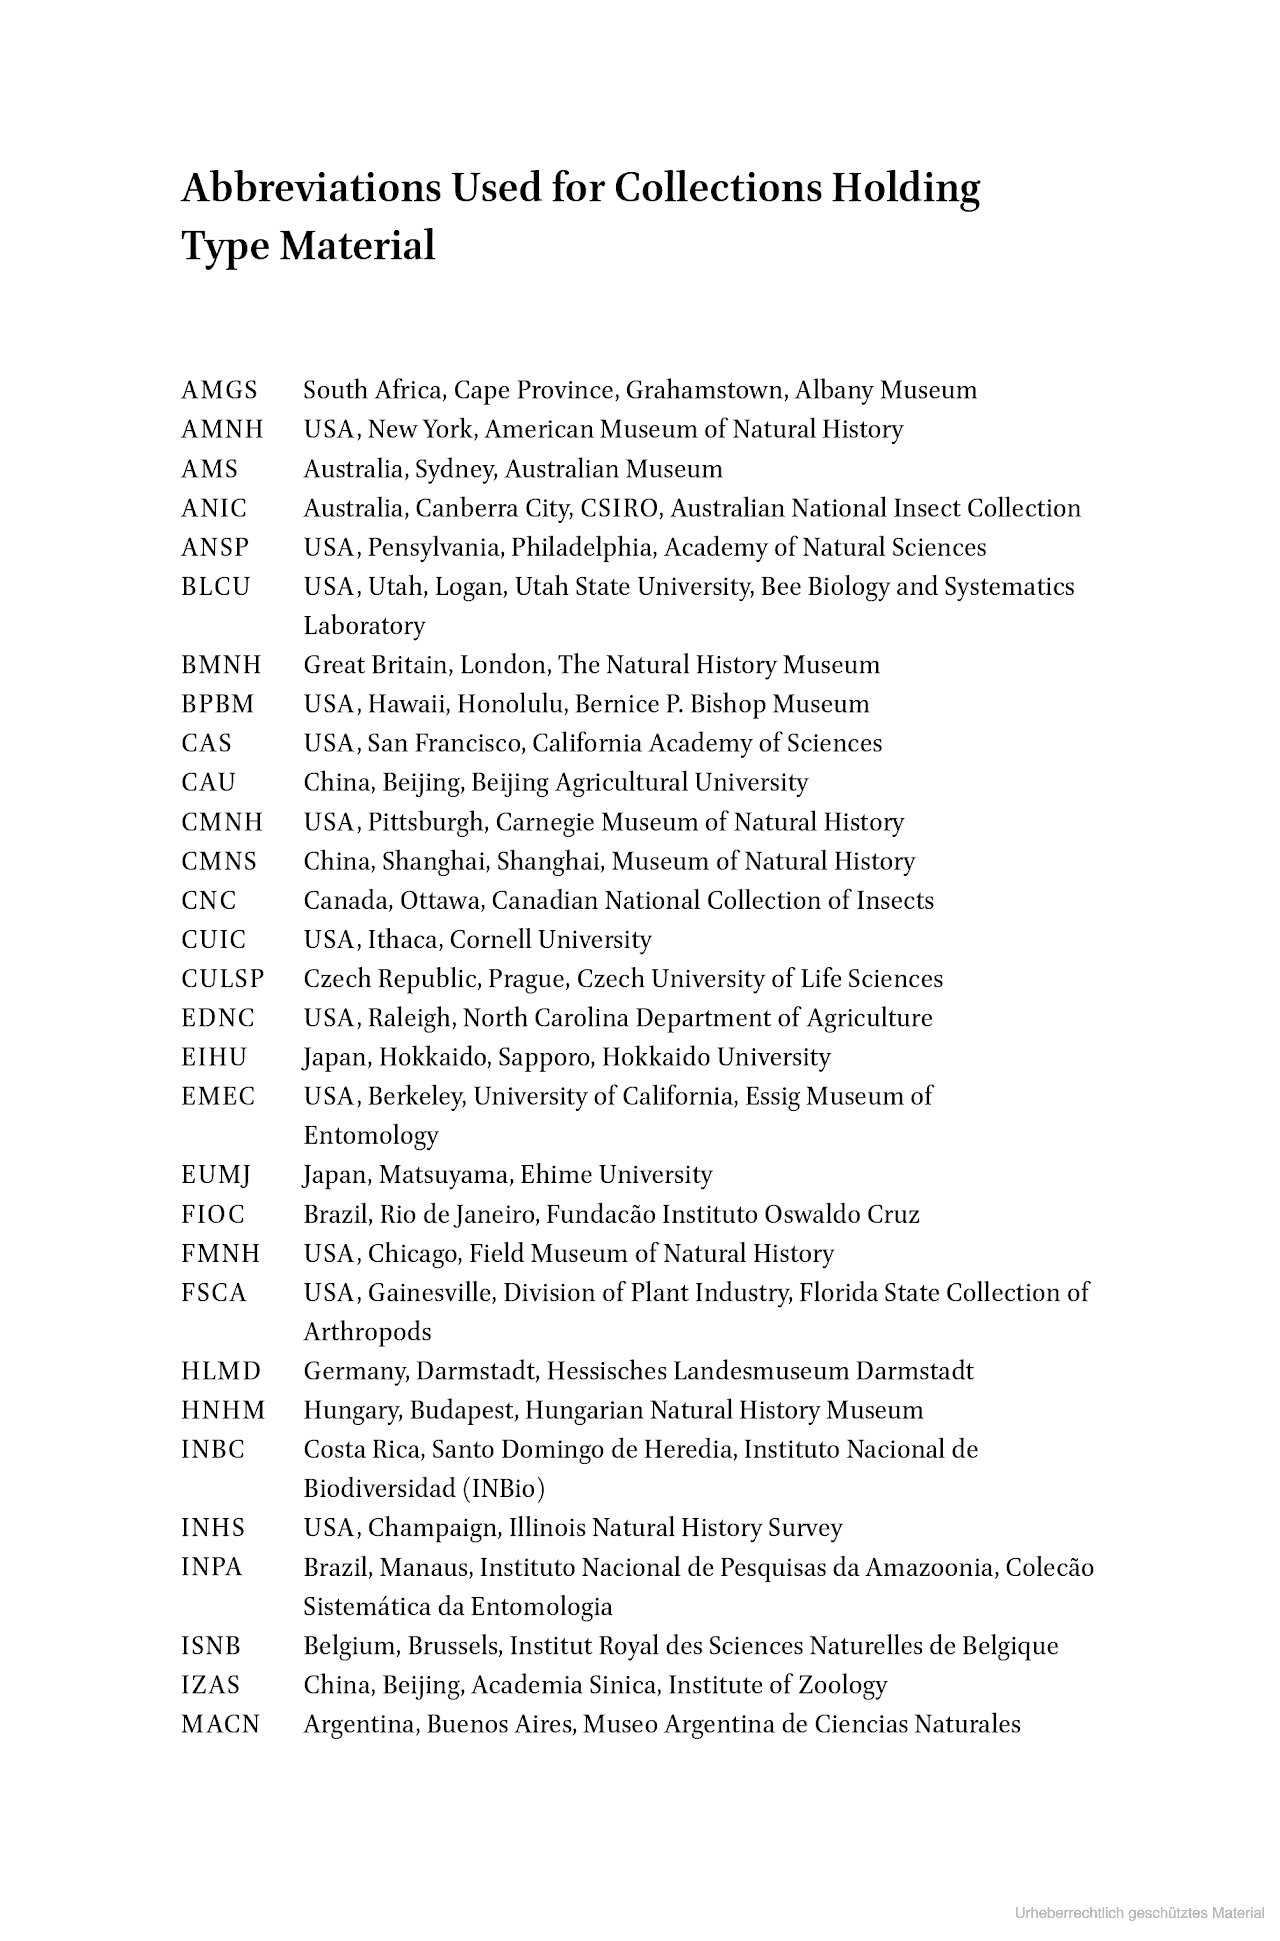 Abbreviations Used for Collections Holding
Type Material
AMGS South Africa, Cape Province, Grahamstown, Albany Museum
AMNH USA, New York, American Museum of Natural History
AMS Australia, Sydney, Australian Museum
ANIC Australia, Canberra City, CSIRO, Australian National Insect Collection
ANSP USA, Pensylvania, Philadelphia, Academy of Natural Sciences
BLCU USA, Utah, Logan, Utah State University, Bee Biology and Systematics
Laboratory
BMNH Great Britain, London, The Natural History Museum
BPBM USA, Hawaii, Honolulu, Bernice P. Bishop Museum
CAS USA, San Francisco, California Academy of Sciences
CAU China, Beijing, Beijing Agricultural University
CMNH USA, Pittsburgh, Carnegie Museum of Natural History
CMNS China, Shanghai, Shanghai, Museum of Natural History
CNC Canada, Ottawa, Canadian National Collection of Insects
CUIC USA, Ithaca, Cornell University
CULSP Czech Republic, Prague, Czech University of Life Sciences
EDNC USA, Raleigh, North Carolina Department of Agriculture
EIHU Japan, Hokkaido, Sapporo, Hokkaido University
EMEC USA, Berkeley, University of California, Essig Museum of
Entomology
EUMJ Japan, Matsuyama, Ehime University
FIOC Brazil, Rio de Janeiro, Fundacão Instituto Oswaldo Cruz
FMNH USA, Chicago, Field Museum of Natural History
FSCA USA, Gainesville, Division of Plant Industry, Florida State Collection of
Arthropods
HLMD Germany, Darmstadt, Hessisches Landesmuseum Darmstadt
HNHM Hungary, Budapest, Hungarian Natural History Museum
INBC Costa Rica, Santo Domingo de Heredia, Instituto Nacional de
Biodiversidad (INBio)
INHS USA, Champaign, Illinois Natural History Survey
INPA Brazil, Manaus, Instituto Nacional de Pesquisas da Amazoonia, Colecão
Sistemática da Entomologia
ISNB Belgium, Brussels, Institut Royal des Sciences Naturelles de Belgique
IZAS China, Beijing, Academia Sinica, Institute of Zoology
MACN Argentina, Buenos Aires, Museo Argentina de Ciencias Naturales
Urheberrechtlich geschütztes Material